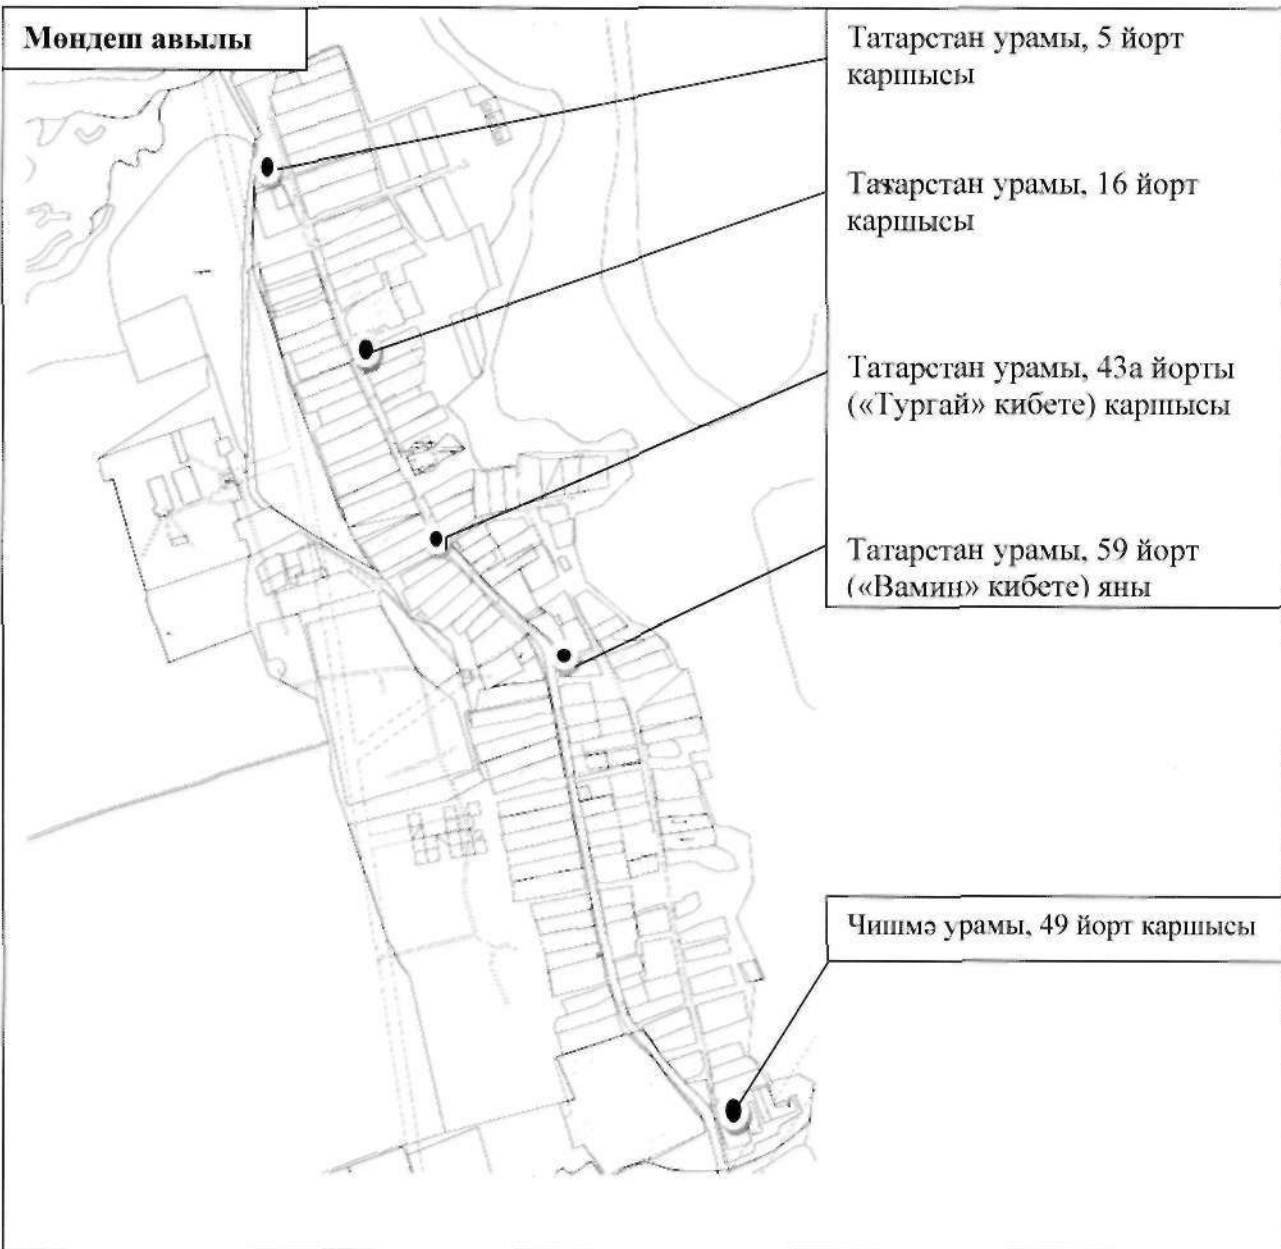 Мөндеш авылы
Татарстан урамы, 5 йорт
каршысы
Татарстан урамы, 16 йорт
каршысы
Татарстан урамы, 43а йорты
(«Тургай» кибете) каршысы
Татарстан урамы, 59 йорт
(«Вамин» кибете) яны
Чишмә урамы, 49 йорт каршысы